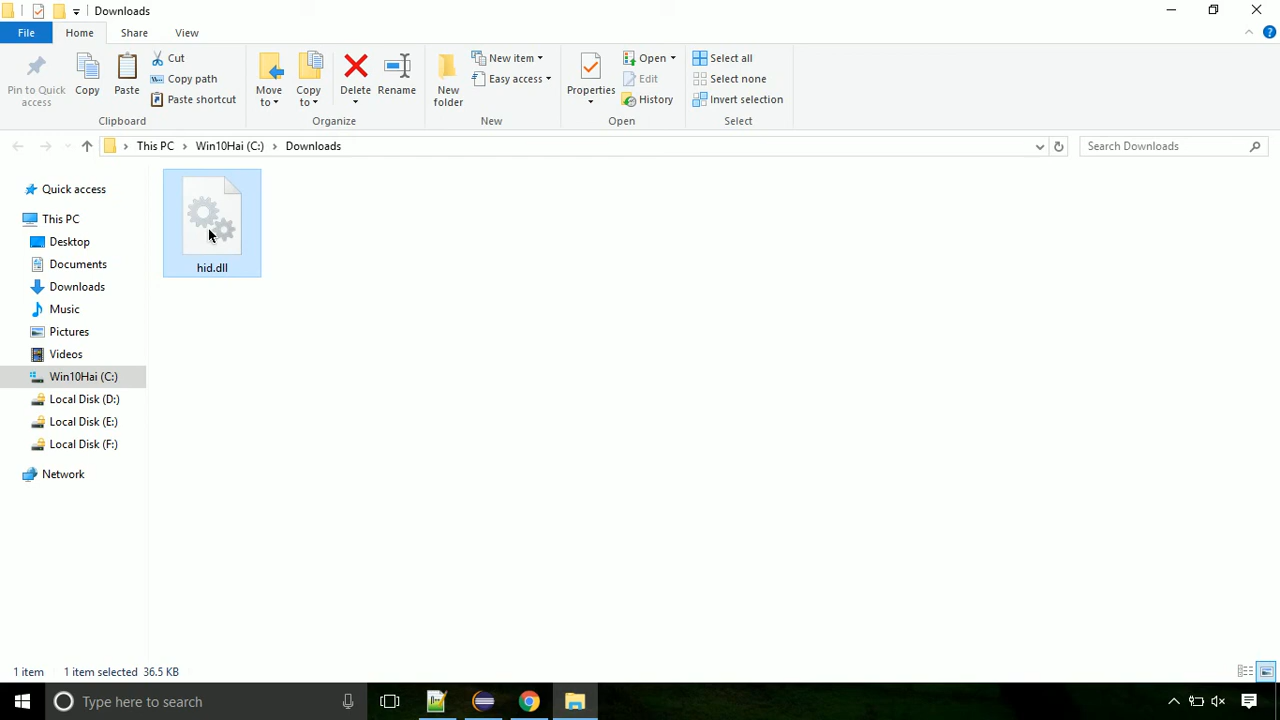 Downloads
File
Home
Share
View
Pin to Quick access
Copy
Paste
Cut
Copy path
Paste shortcut
Clipboard
Move to
Copy to
Delete
Rename
Organize
New folder
New item
Easy access
New
Properties
Open
Edit
History
Open
Select all
Select none
Invert selection
Select
This PC
Win10Hai (C:)
Downloads
Search Downloads
Quick access
This PC
Desktop
Documents
Downloads
Music
Pictures
Videos
Win10Hai (C:)
Local Disk (D:)
Local Disk (E:)
Local Disk (F:)
Network
hid.dll
1 item
1 item selected 36.5 KB
Type here to search